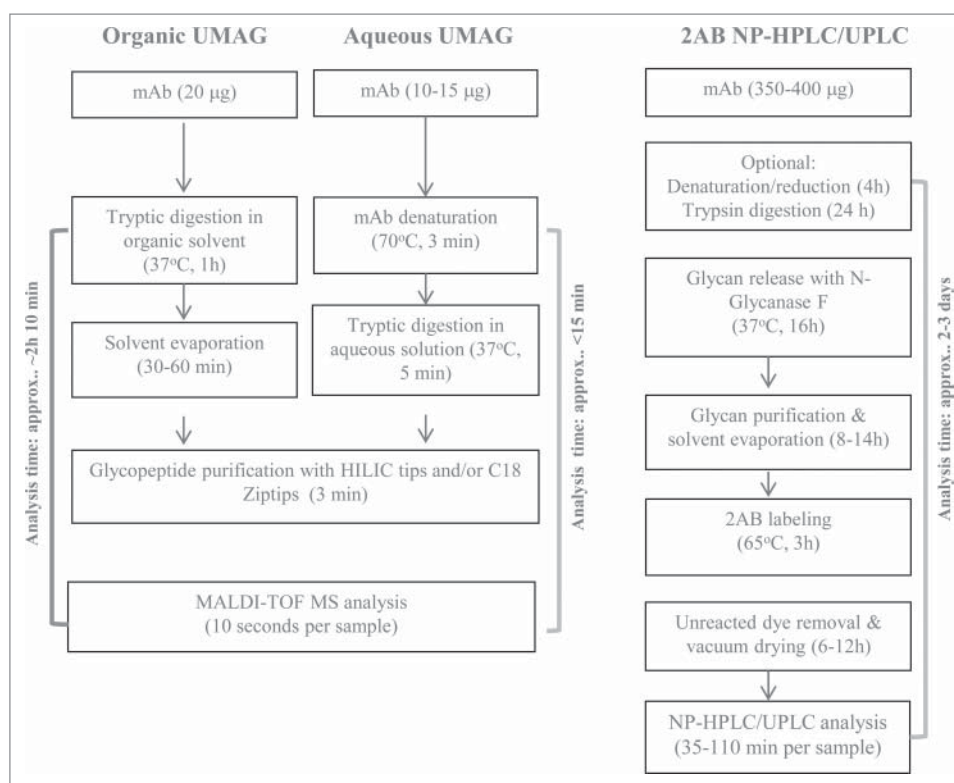 Organic UMAG
mAb (20 µg)
Tryptic digestion in
organic solvent
(37°C, 1h)
Solvent evaporation
(30-60 min)
Aqueous UMAG
mAb (10-15 µg)
mAb denaturation
(70°C, 3 min)
Tryptic digestion in
aqueous solution (37°C,
5 min)
Glycopeptide purification with HILIC tips and/or C18
Ziptips (3 min)
MALDI-TOF MS analysis
(10 seconds per sample)
Analysis time: approx.. ~2h 10 min
Analysis time: approx.. <15 min
2AB NP-HPLC/UPLC
mAb (350-400 µg)
Optional:
Denaturation/reduction (4h)
Trypsin digestion (24 h)
Glycan release with N-
Glycanase F
(37°C, 16h)
Glycan purification &
solvent evaporation (8-14h)
2AB labeling
(65°C, 3h)
Unreacted dye removal &
vacuum drying (6-12h)
NP-HPLC/UPLC analysis
(35-110 min per sample)
Analysis time: approx.. 2-3 days